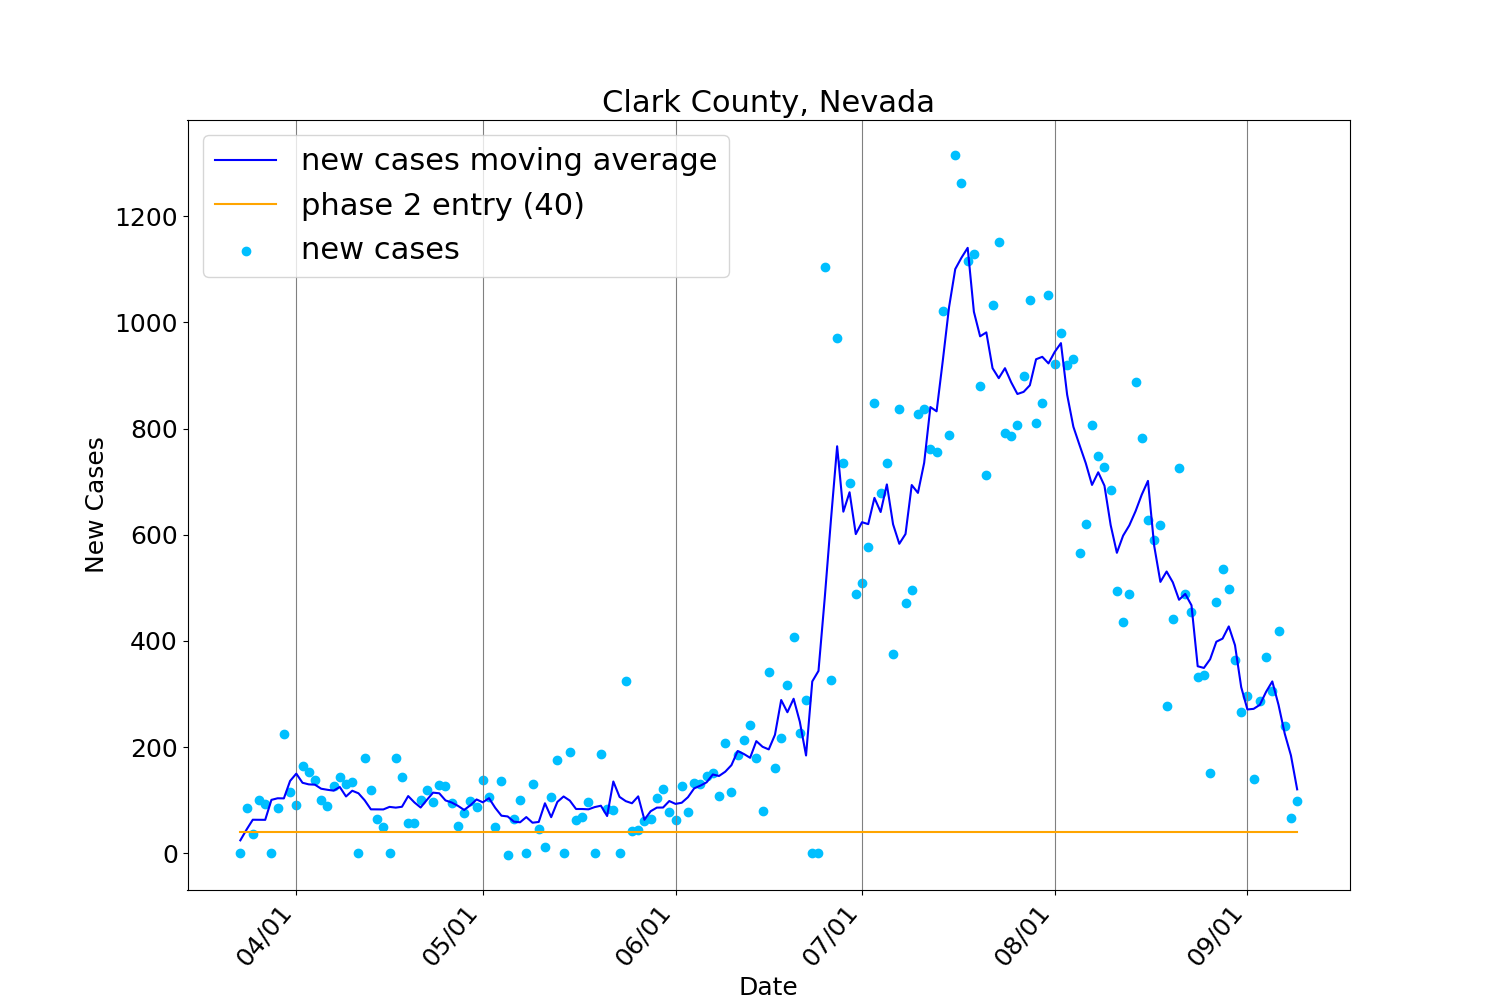 Clark County, Nevada
new cases moving average
phase 2 entry (40)
new cases
1200
1000
800
600
400
200
0
New Cases
04/01
05/01
06/01
07/01
08/01
09/01
Date